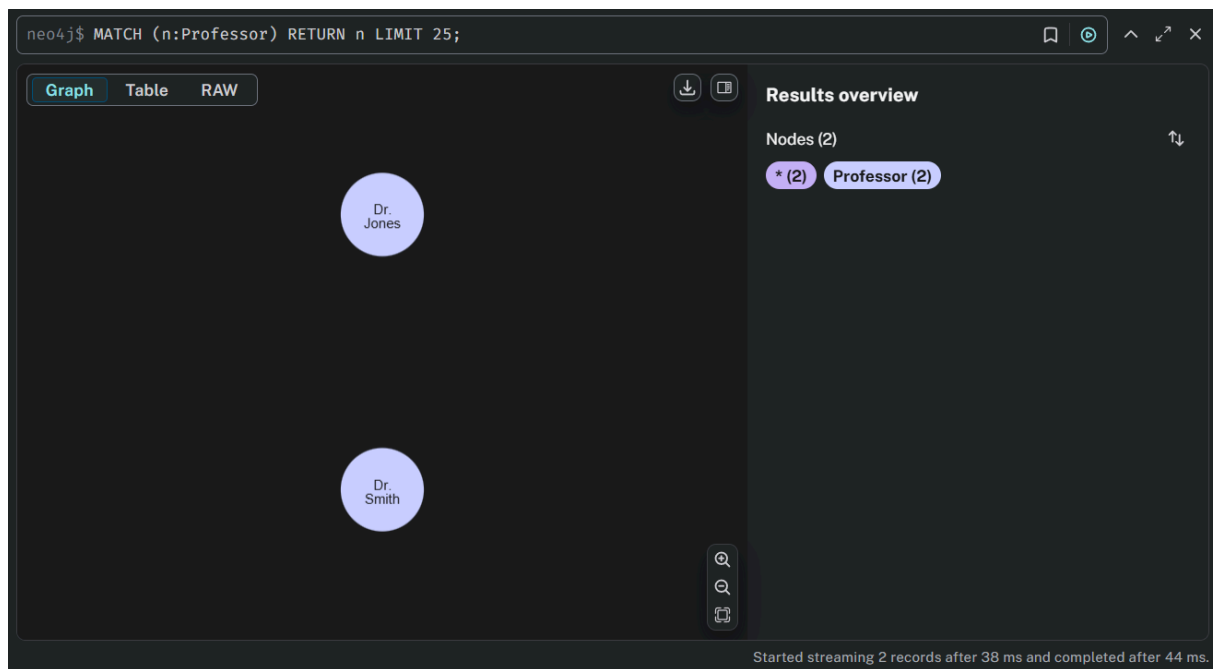 neo4j$ MATCH (n:Professor) RETURN n LIMIT 25;
Graph Table RAW
Results overview
Nodes (2)
* (2) Professor (2)
Dr.
Jones
Dr.
Smith
Started streaming 2 records after 38 ms and completed after 44 ms.